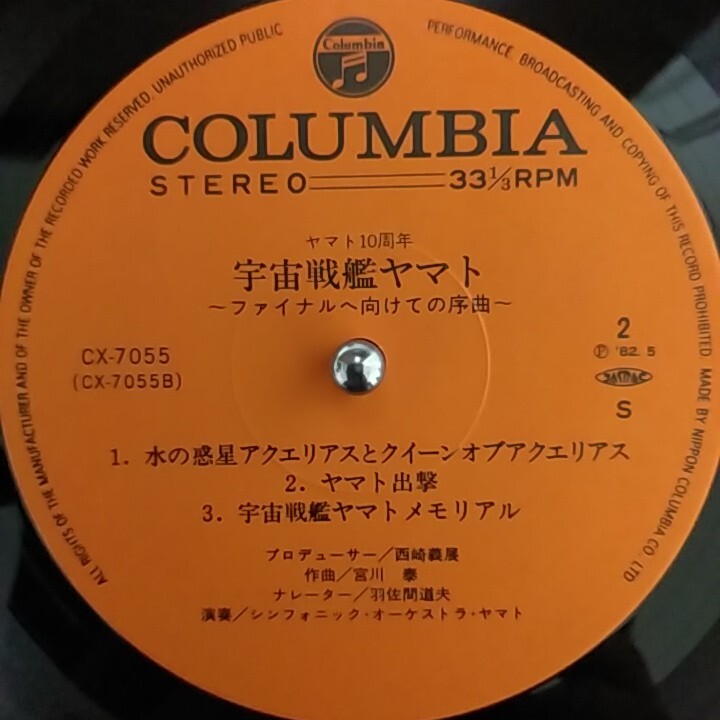 Columbia
COLUMBIA
STEREO 33⅓RPM
ヤマト10周年
宇宙戦艦ヤマト
~ファイナルへ向けての序曲~
CX-7055
(CX-7055B)
2
Ⓟ '82. 5
JASRAC
S
1. 水の惑星アクエリアスとクイーンオブアクエリアス
2. ヤマト出撃
3. 宇宙戦艦ヤマトメモリアル
プロデューサー/西崎義展
作曲/宮川 泰
ナレーター/羽佐間道夫
演奏/シンフォニック・オーケストラ・ヤマト
ALL RIGHTS OF THE MANUFACTURER AND OF THE OWNER OF THE RECORDED WORK RESERVED. UNAUTHORIZED PUBLIC PERFORMANCE, BROADCASTING AND COPYING OF THIS RECORD PROHIBITED. MADE BY NIPPON COLUMBIA CO., LTD